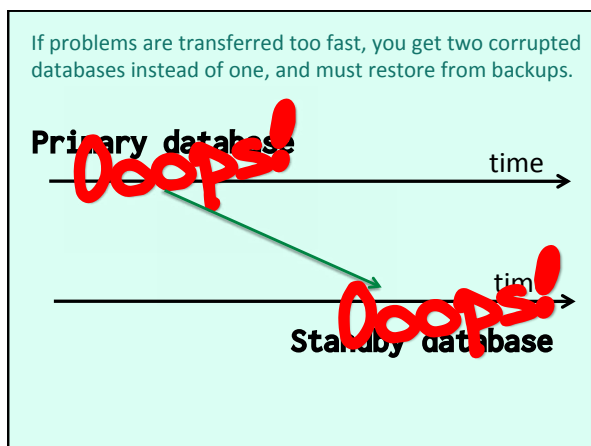 If problems are transferred too fast, you get two corrupted
databases instead of one, and must restore from backups.
Primary database
Ooops!
time
time
Ooops!
Standby database